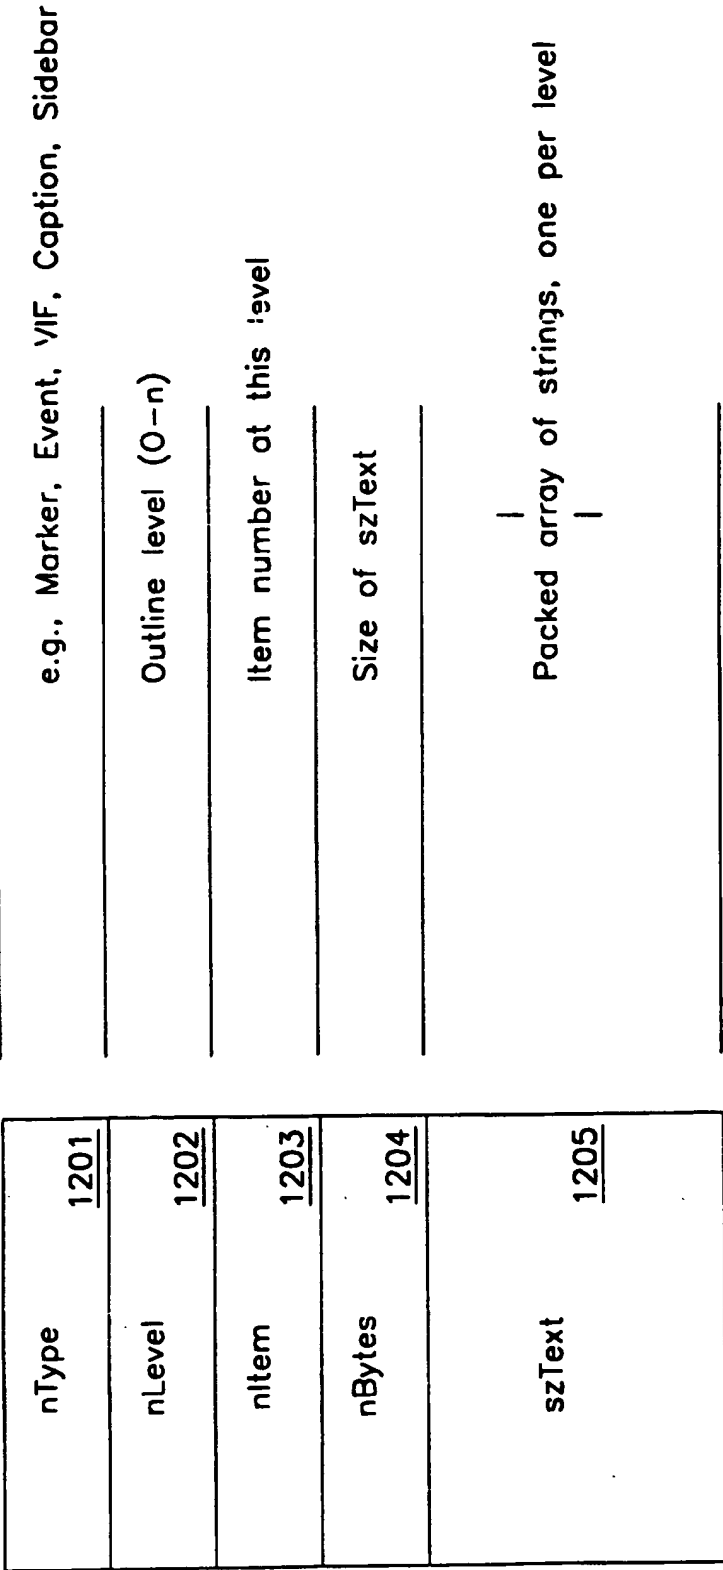 nType 1201 e.g., Marker, Event, VIF, Caption, Sidebar
nLevel 1202 Outline level (0-n)
nItem 1203 Item number at this level
nBytes 1204 Size of szText
szText 1205 Packed array of strings, one per level